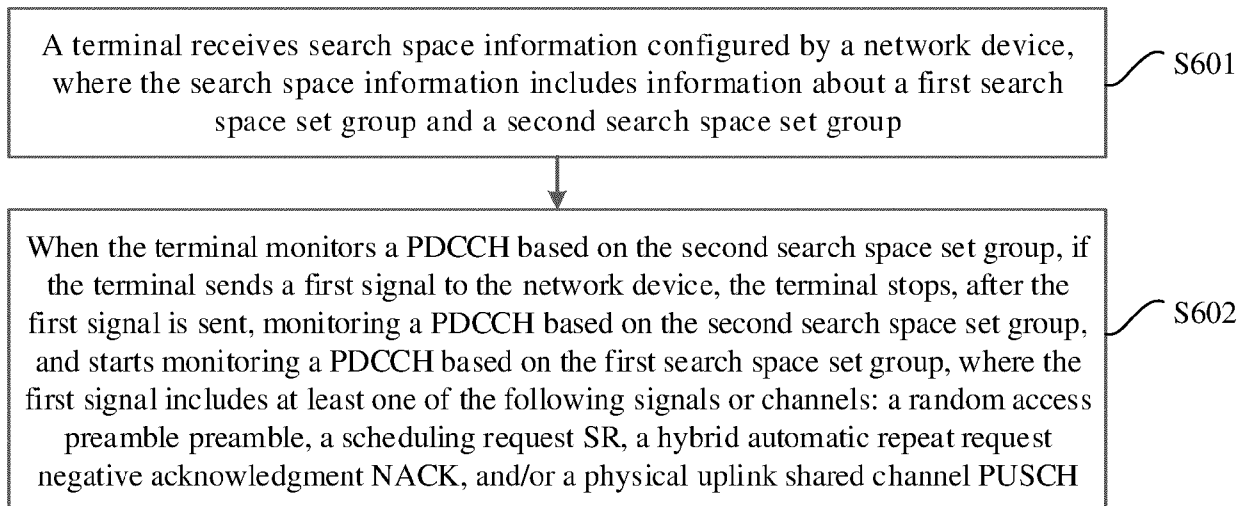 A terminal receives search space information configured by a network device,
where the search space information includes information about a first search
space set group and a second search space set group
S601
When the terminal monitors a PDCCH based on the second search space set group, if
the terminal sends a first signal to the network device, the terminal stops, after the
first signal is sent, monitoring a PDCCH based on the second search space set group,
and starts monitoring a PDCCH based on the first search space set group, where the
first signal includes at least one of the following signals or channels: a random access
preamble preamble, a scheduling request SR, a hybrid automatic repeat request
negative acknowledgment NACK, and/or a physical uplink shared channel PUSCH
S602